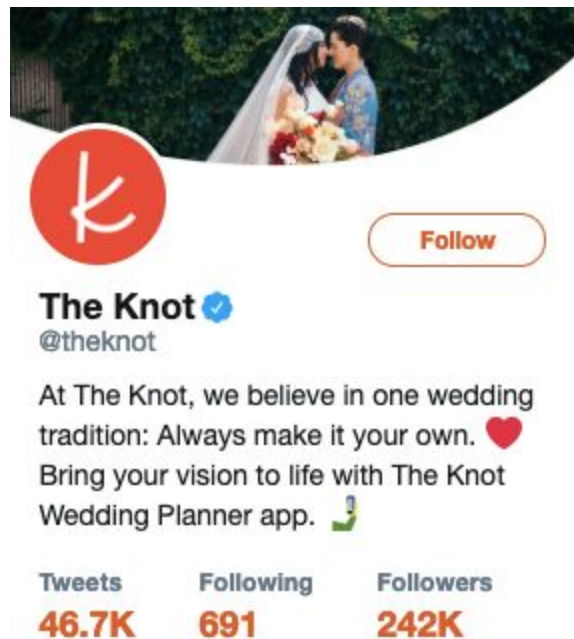 Follow
The Knot
@theknot
At The Knot, we believe in one wedding
tradition: Always make it your own. ❤️
Bring your vision to life with The Knot
Wedding Planner app. 🤳
Tweets Following Followers
46.7K 691 242K